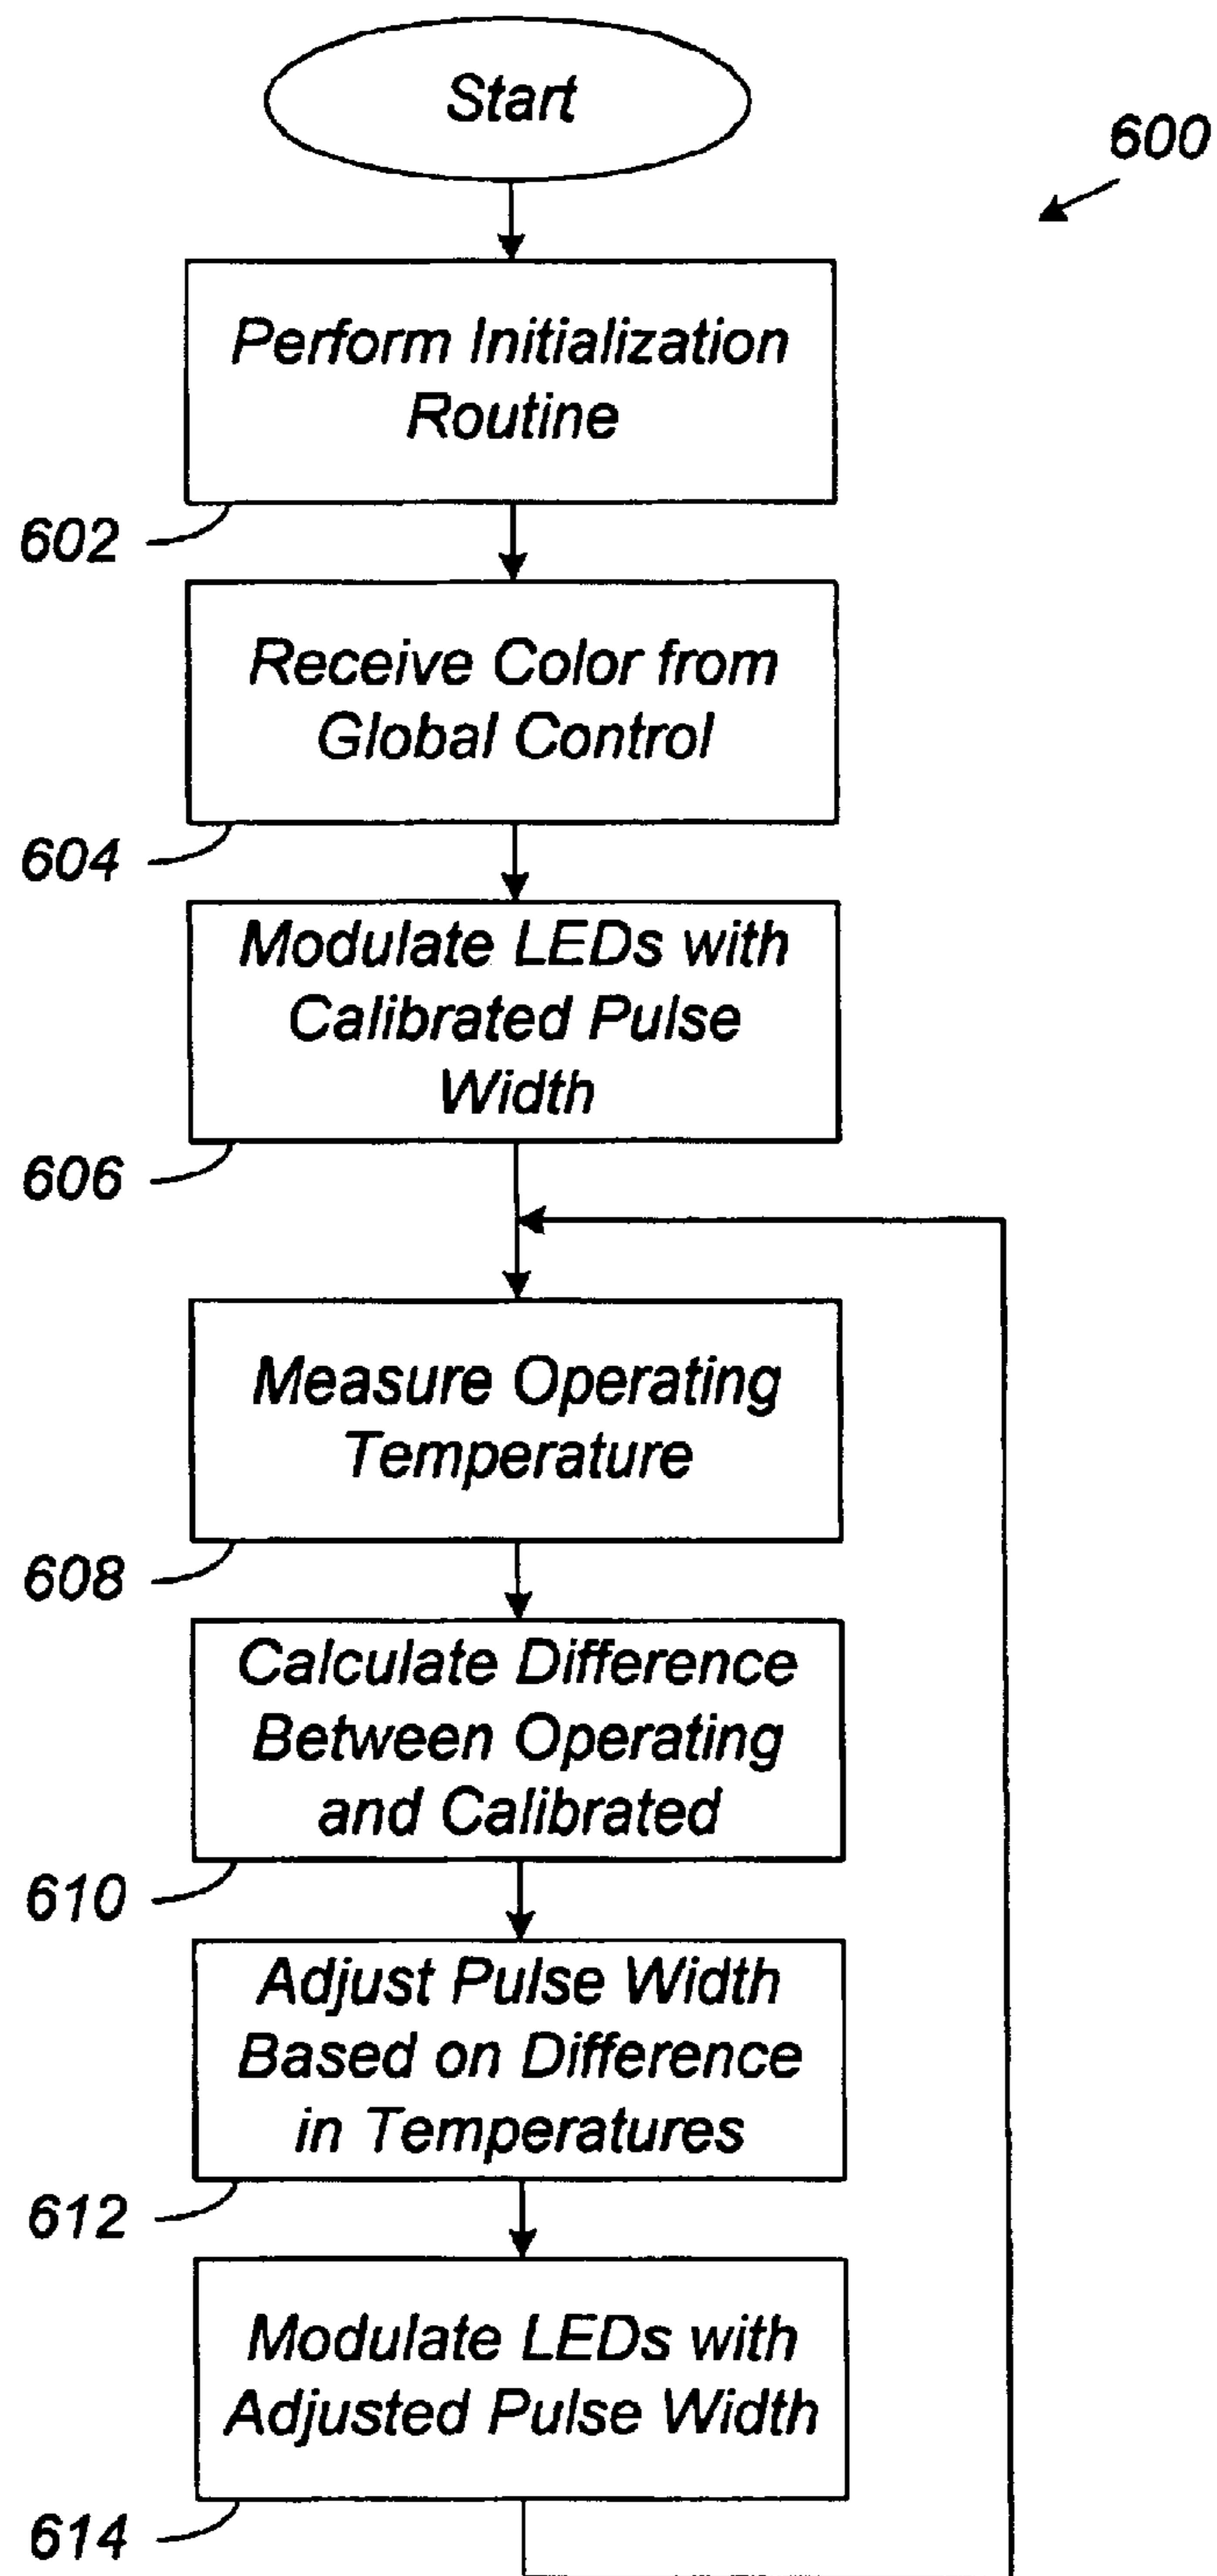 Start
600
Perform Initialization
Routine
602
Receive Color from
Global Control
604
Modulate LEDs with
Calibrated Pulse
Width
606
Measure Operating
Temperature
608
Calculate Difference
Between Operating
and Calibrated
610
Adjust Pulse Width
Based on Difference
in Temperatures
612
Modulate LEDs with
Adjusted Pulse Width
614